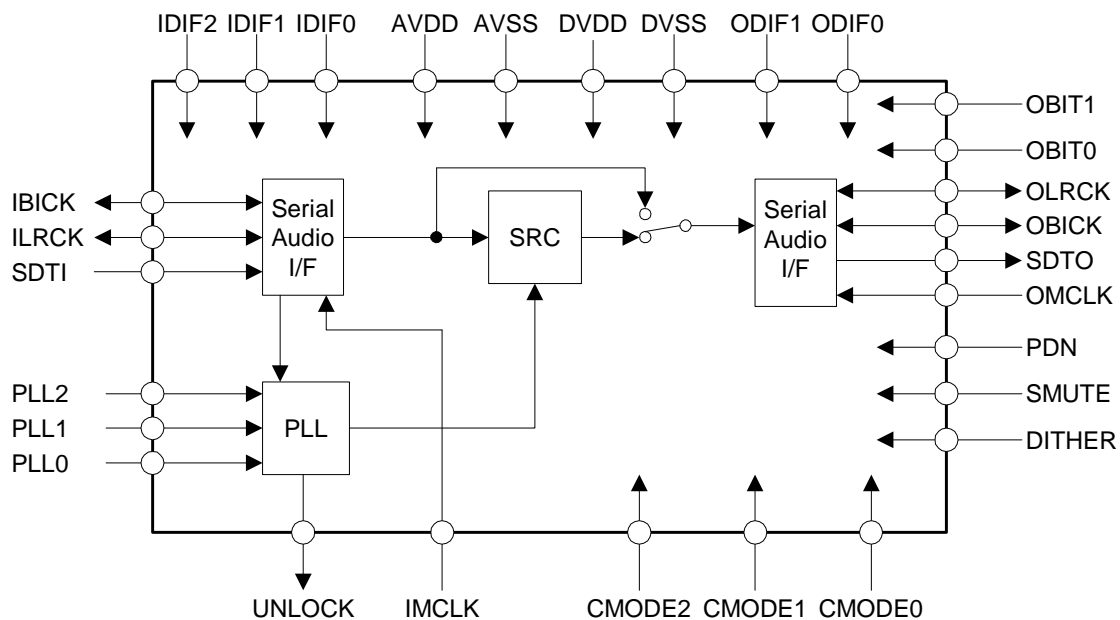 IDIF2 IDIF1 IDIF0 AVDD AVSS DVDD DVSS ODIF1 ODIF0
OBIT1
OBIT0
IBICK
ILRCK
SDTI
Serial
Audio
I/F
SRC
Serial
Audio
I/F
OLRCK
OBICK
SDTO
OMCLK
PDN
SMUTE
DITHER
PLL2
PLL1
PLL0
PLL
UNLOCK IMCLK CMODE2 CMODE1 CMODE0